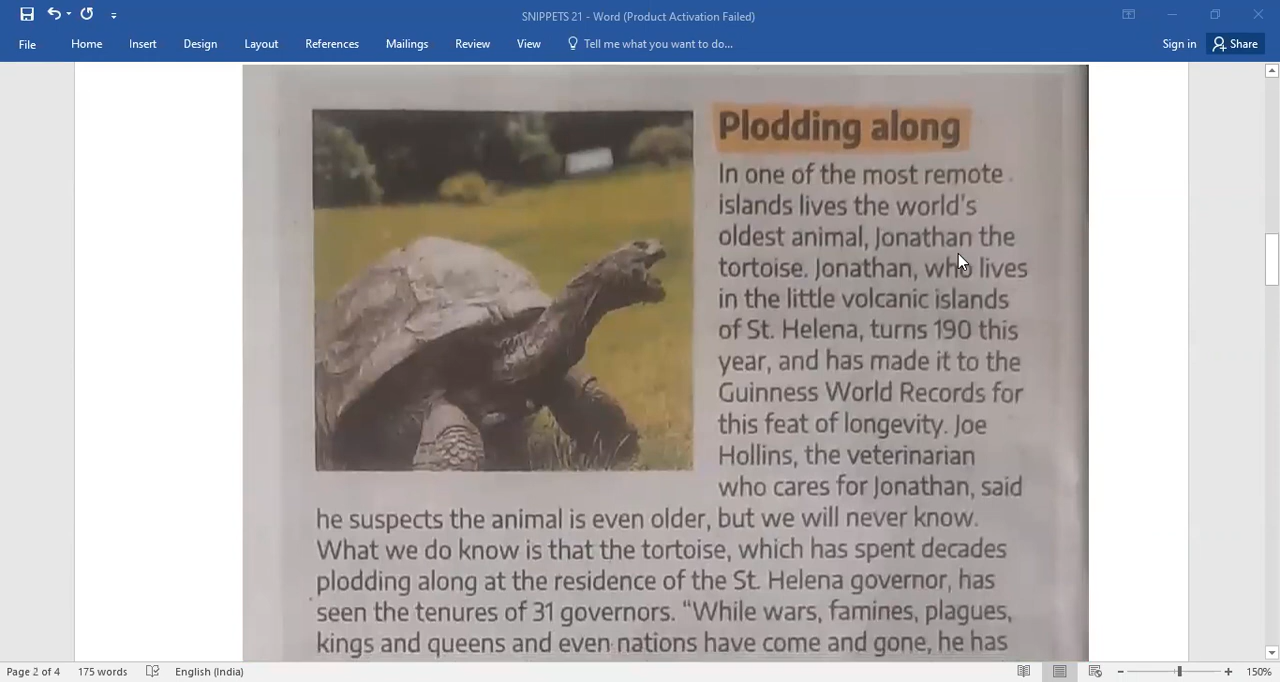 SNIPPETS 21 - Word (Product Activation Failed)
File Home Insert Design Layout References Mailings Review View Tell me what you want to do... Sign in Share
Plodding along
In one of the most remote
islands lives the world's
oldest animal, Jonathan the
tortoise. Jonathan, who lives
in the little volcanic islands
of St. Helena, turns 190 this
year, and has made it to the
Guinness World Records for
this feat of longevity. Joe
Hollins, the veterinarian
who cares for Jonathan, said
he suspects the animal is even older, but we will never know.
What we do know is that the tortoise, which has spent decades
plodding along at the residence of the St. Helena governor, has
seen the tenures of 31 governors. “While wars, famines, plagues,
kings and queens and even nations have come and gone, he has
Page 2 of 4 175 words English (India) 150%